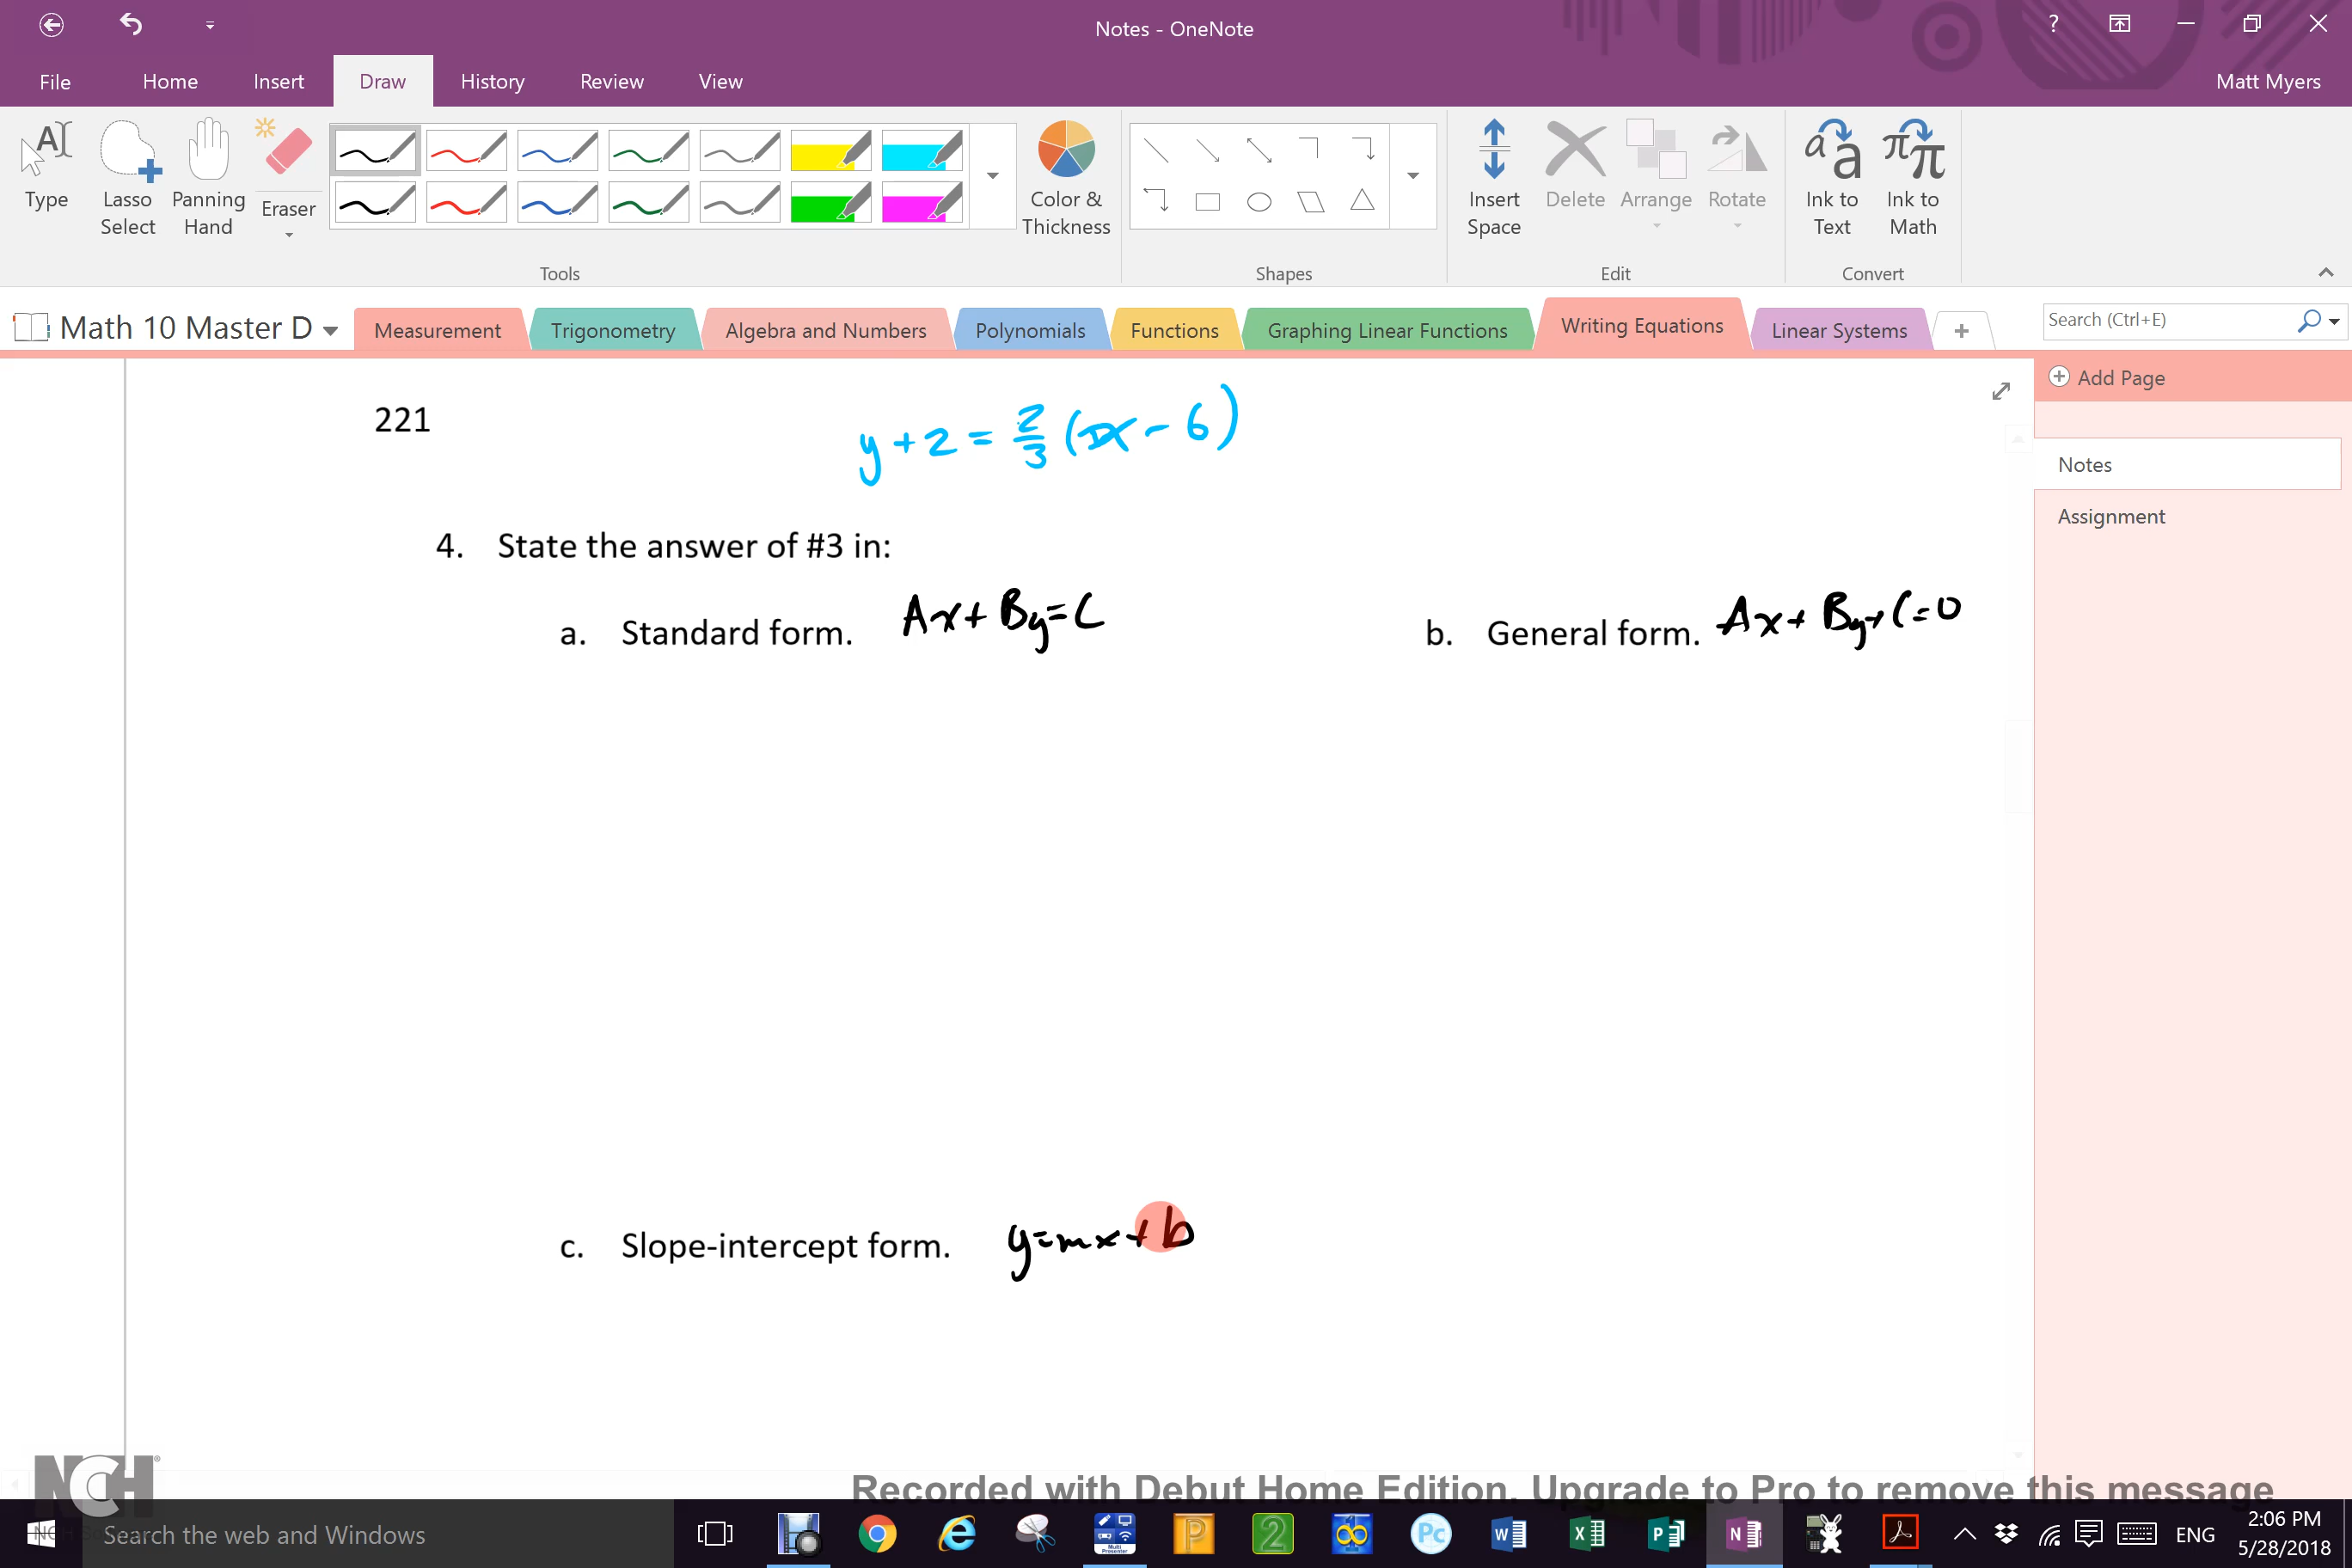 Notes - OneNote
?
File Home Insert Draw History Review View Matt Myers
Type Lasso Select Panning Hand Eraser Color & Thickness Insert Space Delete Arrange Rotate Ink to Text Ink to Math
Tools Shapes Edit Convert
Math 10 Master D Measurement Trigonometry Algebra and Numbers Polynomials Functions Graphing Linear Functions Writing Equations Linear Systems + Search (Ctrl+E)
Add Page
Notes
Assignment
221
y+2 = 2/3 (x - 6)
4. State the answer of #3 in:
a. Standard form. Ax + By = C
b. General form. Ax + By + C = 0
c. Slope-intercept form. y = mx + b
NCH
Recorded with Debut Home Edition. Upgrade to Pro to remove this message
Search the web and Windows
ENG
2:06 PM
5/28/2018